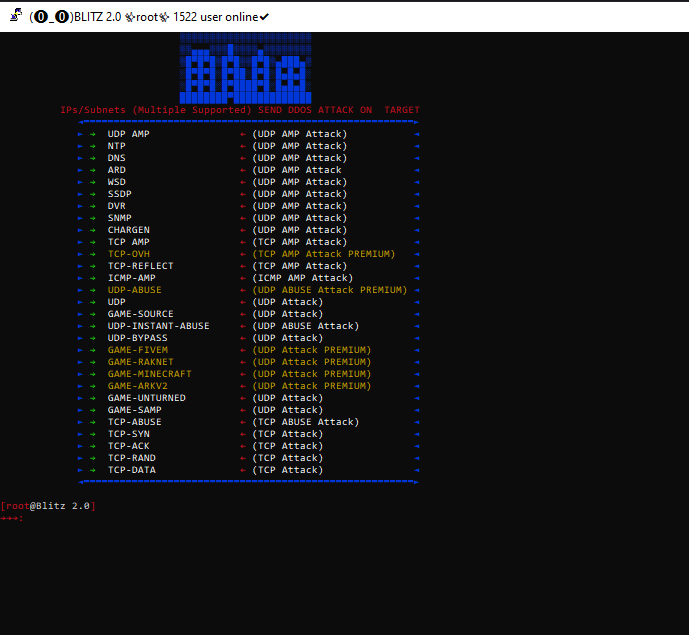 (⓿_⓿)BLITZ 2.0 ⚒root⚒ 1522 user online✔
IPs/Subnets (Multiple Supported) SEND DDOS ATTACK ON TARGET
► → UDP AMP ← (UDP AMP Attack) ◄
► → NTP ← (UDP AMP Attack) ◄
► → DNS ← (UDP AMP Attack) ◄
► → ARD ← (UDP AMP Attack ◄
► → WSD ← (UDP AMP Attack) ◄
► → SSDP ← (UDP AMP Attack) ◄
► → DVR ← (UDP AMP Attack) ◄
► → SNMP ← (UDP AMP Attack) ◄
► → CHARGEN ← (UDP AMP Attack) ◄
► → TCP AMP ← (TCP AMP Attack) ◄
► → TCP-OVH ← (TCP AMP Attack PREMIUM) ◄
► → TCP-REFLECT ← (TCP AMP Attack) ◄
► → ICMP-AMP ← (ICMP AMP Attack) ◄
► → UDP-ABUSE ← (UDP ABUSE Attack PREMIUM) ◄
► → UDP ← (UDP Attack) ◄
► → GAME-SOURCE ← (UDP Attack) ◄
► → UDP-INSTANT-ABUSE ← (UDP ABUSE Attack) ◄
► → UDP-BYPASS ← (UDP Attack) ◄
► → GAME-FIVEM ← (UDP Attack PREMIUM) ◄
► → GAME-RAKNET ← (UDP Attack PREMIUM) ◄
► → GAME-MINECRAFT ← (UDP Attack PREMIUM) ◄
► → GAME-ARKV2 ← (UDP Attack PREMIUM) ◄
► → GAME-UNTURNED ← (UDP Attack) ◄
► → GAME-SAMP ← (UDP Attack) ◄
► → TCP-ABUSE ← (TCP ABUSE Attack) ◄
► → TCP-SYN ← (TCP Attack) ◄
► → TCP-ACK ← (TCP Attack) ◄
► → TCP-RAND ← (TCP Attack) ◄
► → TCP-DATA ← (TCP Attack) ◄
[root@Blitz 2.0]
→→→: